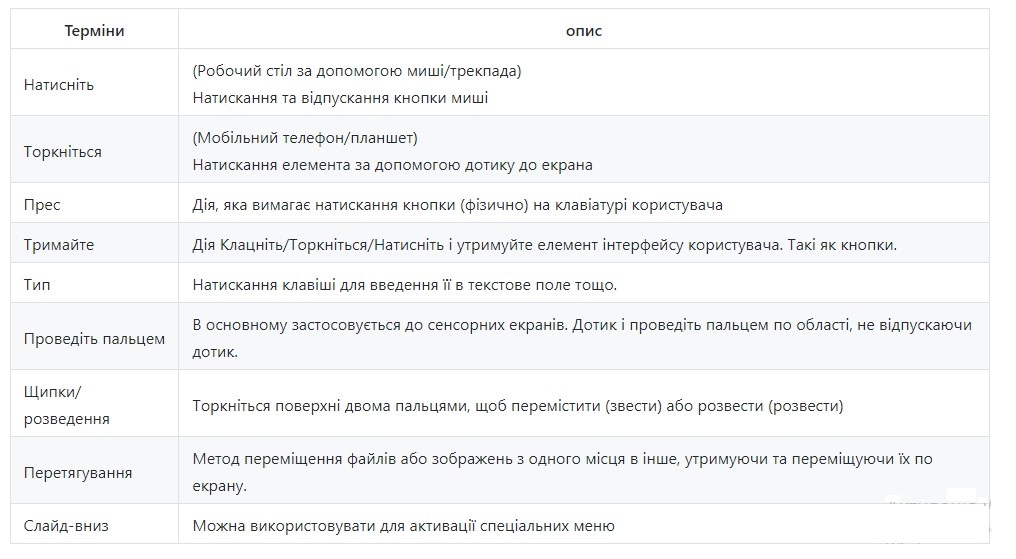 Терміни
опис
Натисніть
(Робочий стіл за допомогою миші/трекпада)
Натискання та відпускання кнопки миші
Торкніться
(Мобільний телефон/планшет)
Натискання елемента за допомогою дотику до екрана
Прес
Дія, яка вимагає натискання кнопки (фізично) на клавіатурі користувача
Тримайте
Дія Клацніть/Торкніться/Натисніть і утримуйте елемент інтерфейсу користувача. Такі як кнопки.
Тип
Натискання клавіші для введення її в текстове поле тощо.
Проведіть пальцем
В основному застосовується до сенсорних екранів. Дотик і проведіть пальцем по області, не відпускаючи
дотик.
Щипки/
розведення
Торкніться поверхні двома пальцями, щоб перемістити (звести) або розвести (розвести)
Перетягування
Метод переміщення файлів або зображень з одного місця в інше, утримуючи та переміщуючи їх по
екрану.
Слайд-вниз
Можна використовувати для активації спеціальних меню